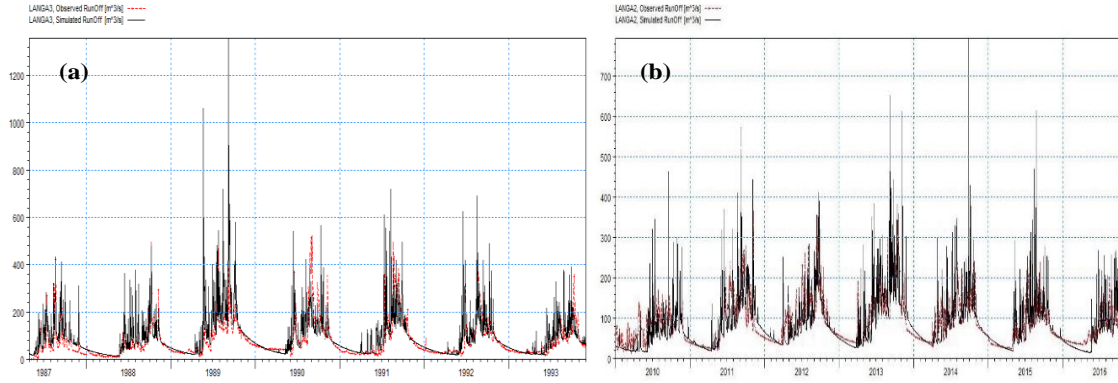 LANGA3, Observed RunOff [m^3/s]
LANGA3, Simulated RunOff [m^3/s]
(a)
1200
1000
800
600
400
200
0
1987 1988 1989 1990 1991 1992 1993
LANGA2, Observed RunOff [m^3/s]
LANGA2, Simulated RunOff [m^3/s]
(b)
700
600
500
400
300
200
100
0
2010 2011 2012 2013 2014 2015 2016